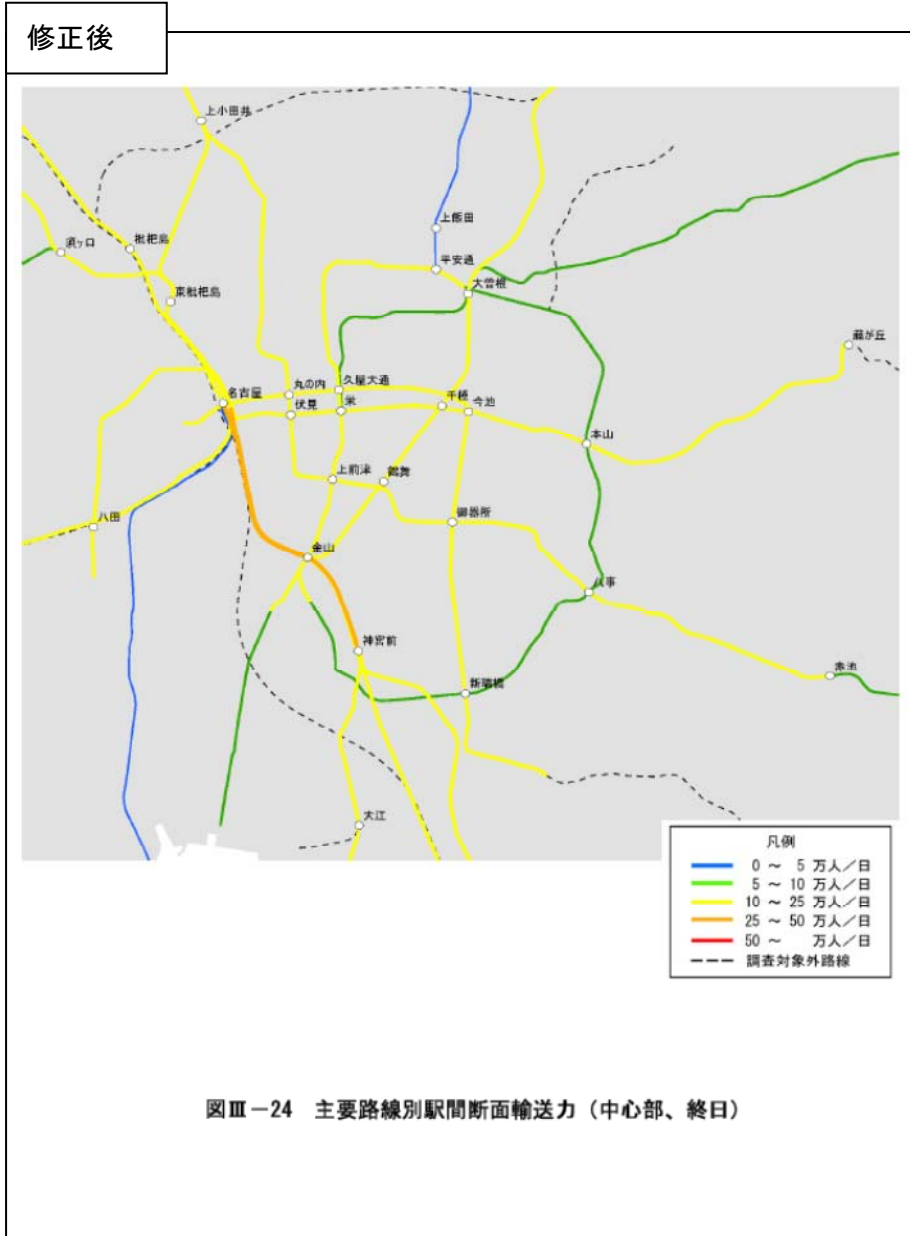 修正後
上小田井
上飯田
須ヶ口
枇杷島
平安通
大曽根
東枇杷島
藤が丘
名古屋
丸の内
久屋大通
千種
今池
伏見
栄
本山
上前津
鶴舞
八田
御器所
金山
八事
神宮前
赤池
新瑞橋
大江
凡例
0 ～ 5 万人／日
5 ～ 10 万人／日
10 ～ 25 万人／日
25 ～ 50 万人／日
50 ～ 万人／日
調査対象外路線
図Ⅲ－24 主要路線別駅間断面輸送力（中心部、終日）